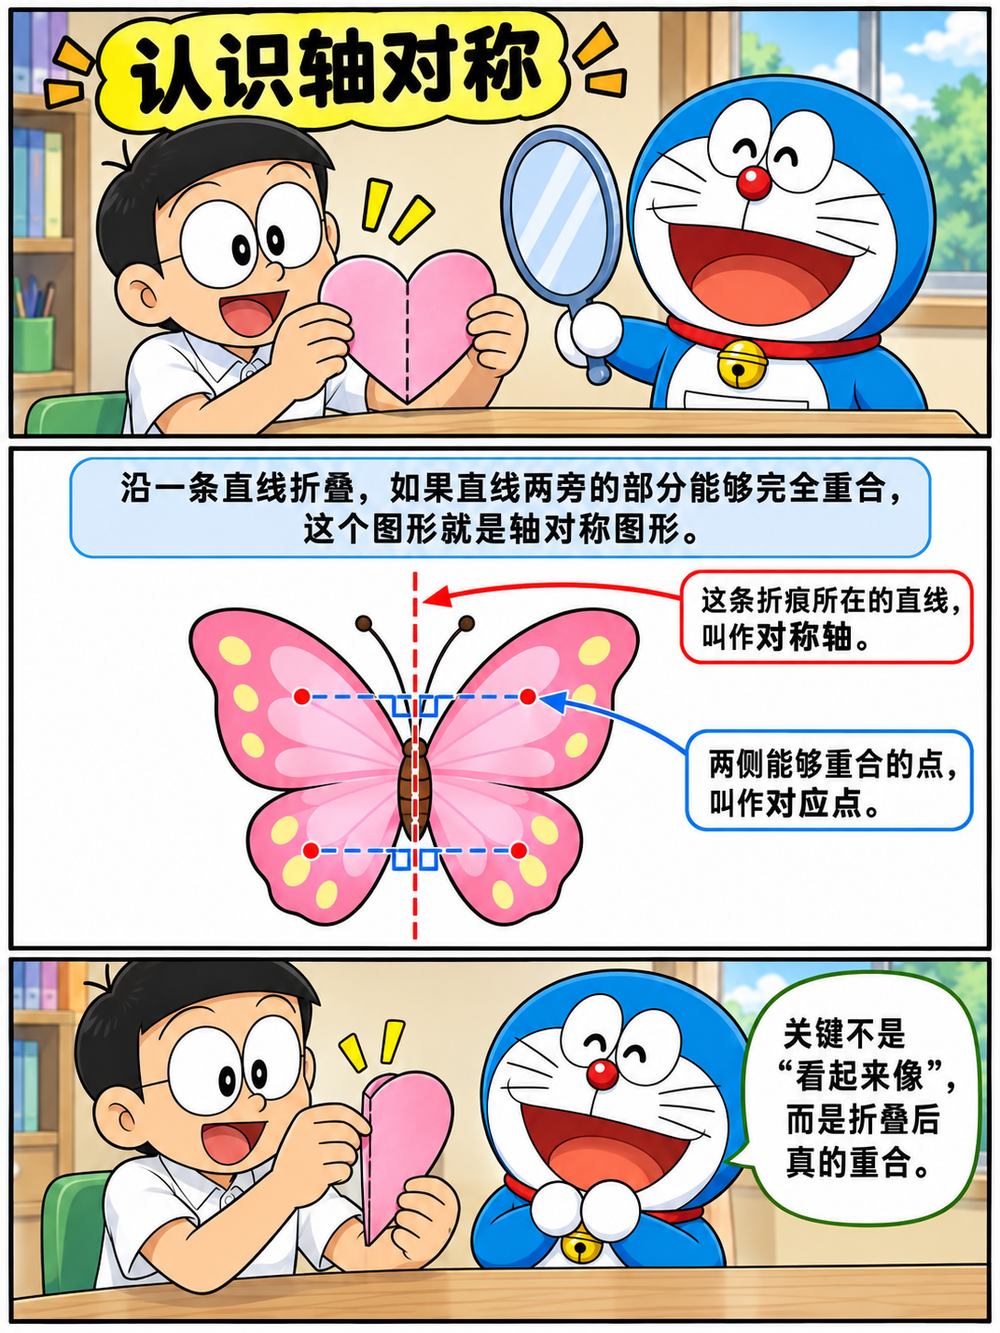 认识轴对称
沿一条直线折叠，如果直线两旁的部分能够完全重合，
这个图形就是轴对称图形。
这条折痕所在的直线，
叫作对称轴。
两侧能够重合的点，
叫作对应点。
关键不是
“看起来像”，
而是折叠后
真的重合。